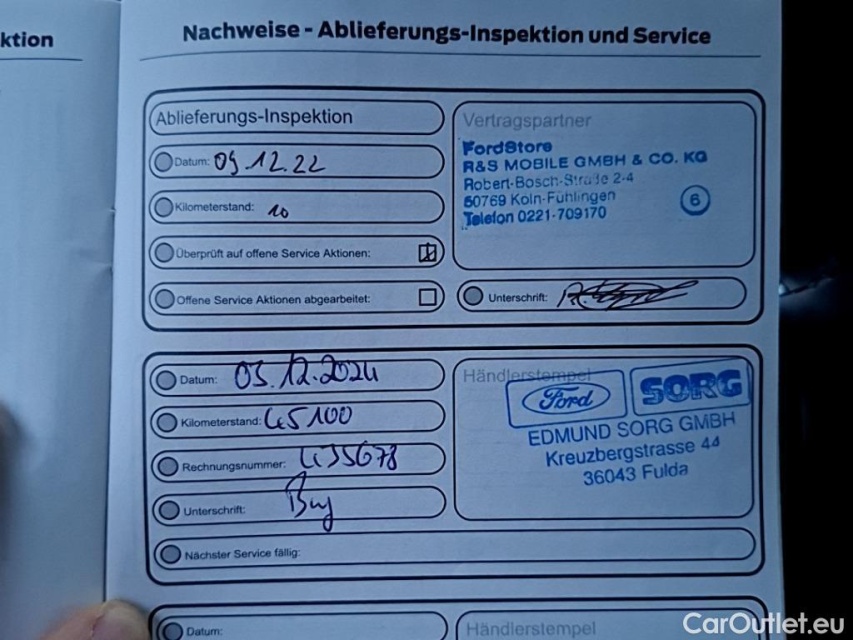 ktion
Nachweise - Ablieferungs-Inspektion und Service
Ablieferungs-Inspektion
Datum: 09.12.22
Kilometerstand: 10
Überprüft auf offene Service Aktionen:
Offene Service Aktionen abgearbeitet:
Vertragspartner
FordStore
R&S MOBILE GMBH & CO. KG
Robert-Bosch-Straße 2-4
50769 Köln-Fühlingen
Telefon 0221-709170
6
Unterschrift:
Datum: 03.12.2024
Kilometerstand: 45100
Rechnungsnummer: 435678
Unterschrift:
Nächster Service fällig:
Händlerstempel
Ford SORG
EDMUND SORG GMBH
Kreuzbergstrasse 44
36043 Fulda
Datum:
Händlerstempel
CarOutlet.eu